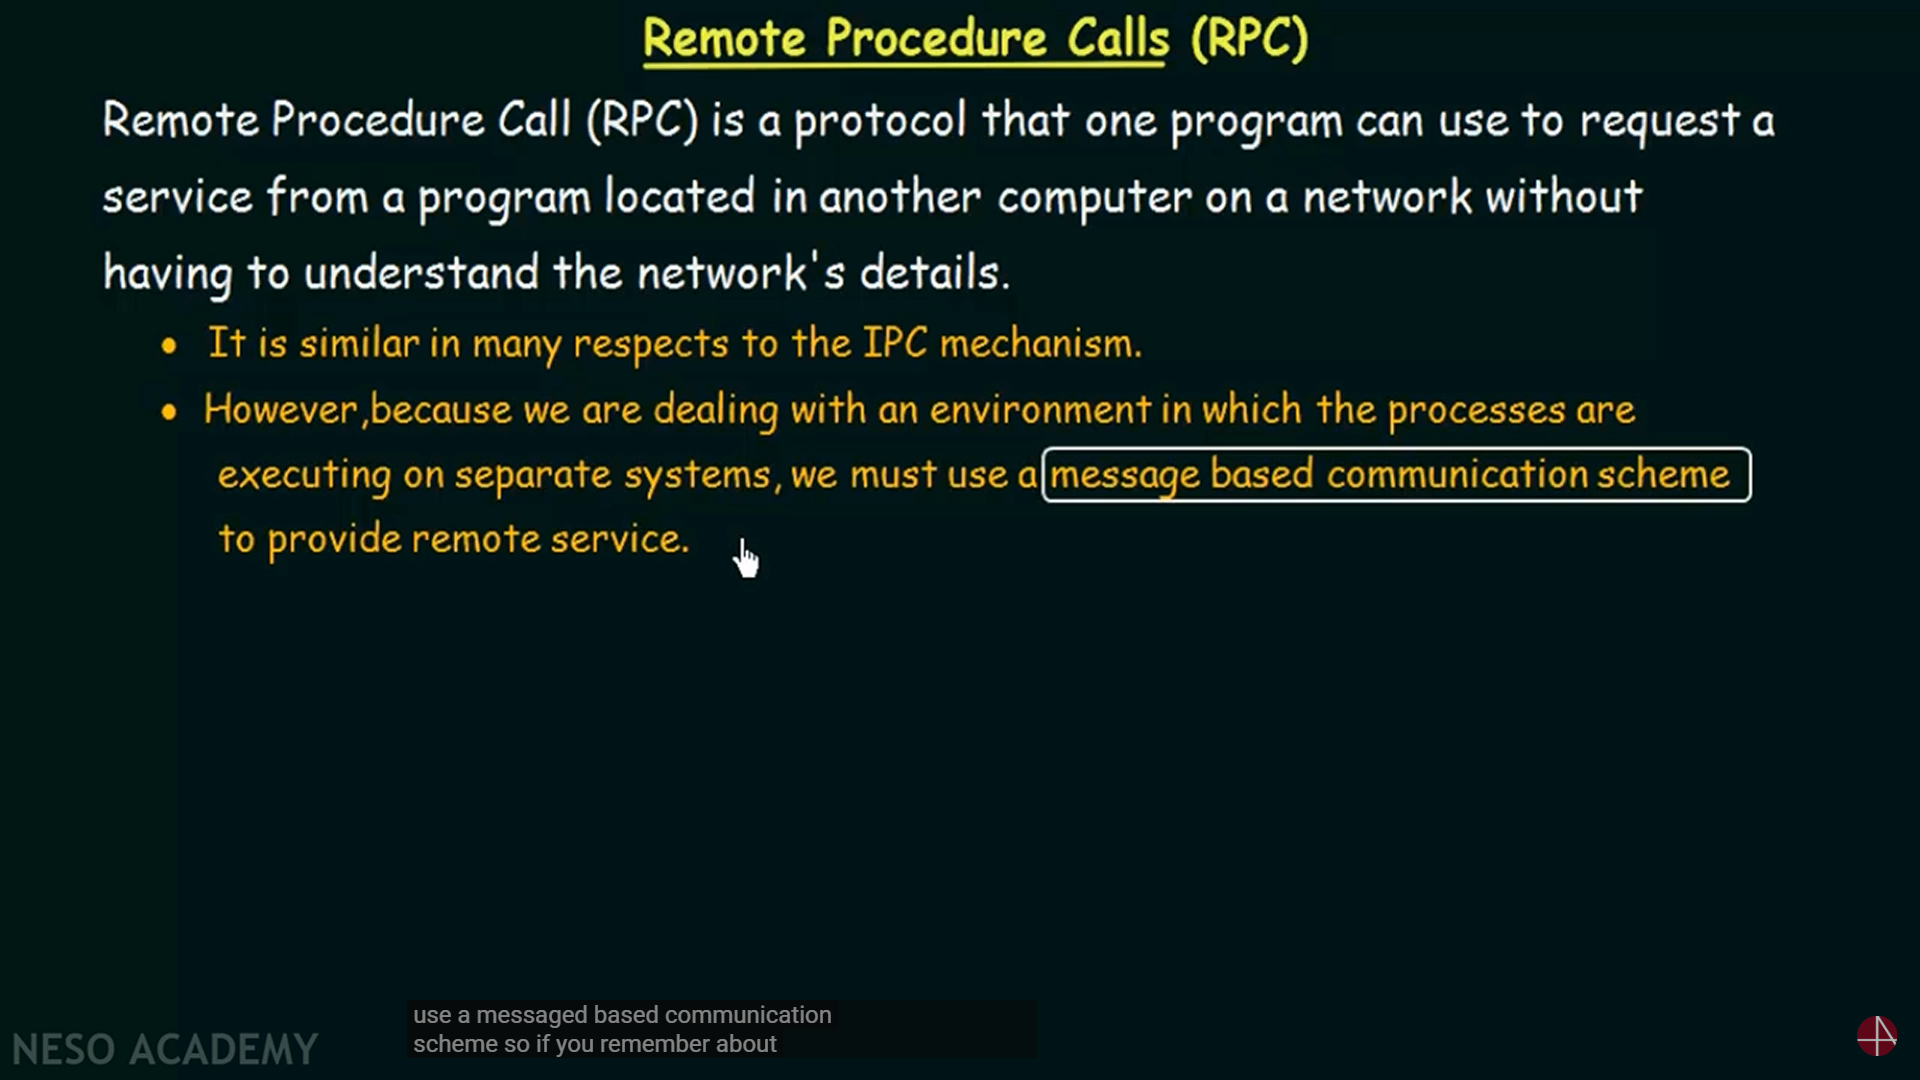 Remote Procedure Calls (RPC)
Remote Procedure Call (RPC) is a protocol that one program can use to request a
service from a program located in another computer on a network without
having to understand the network's details.
• It is similar in many respects to the IPC mechanism.
• However,because we are dealing with an environment in which the processes are
executing on separate systems, we must use a message based communication scheme
to provide remote service.
use a messaged based communication
scheme so if you remember about
NESO ACADEMY